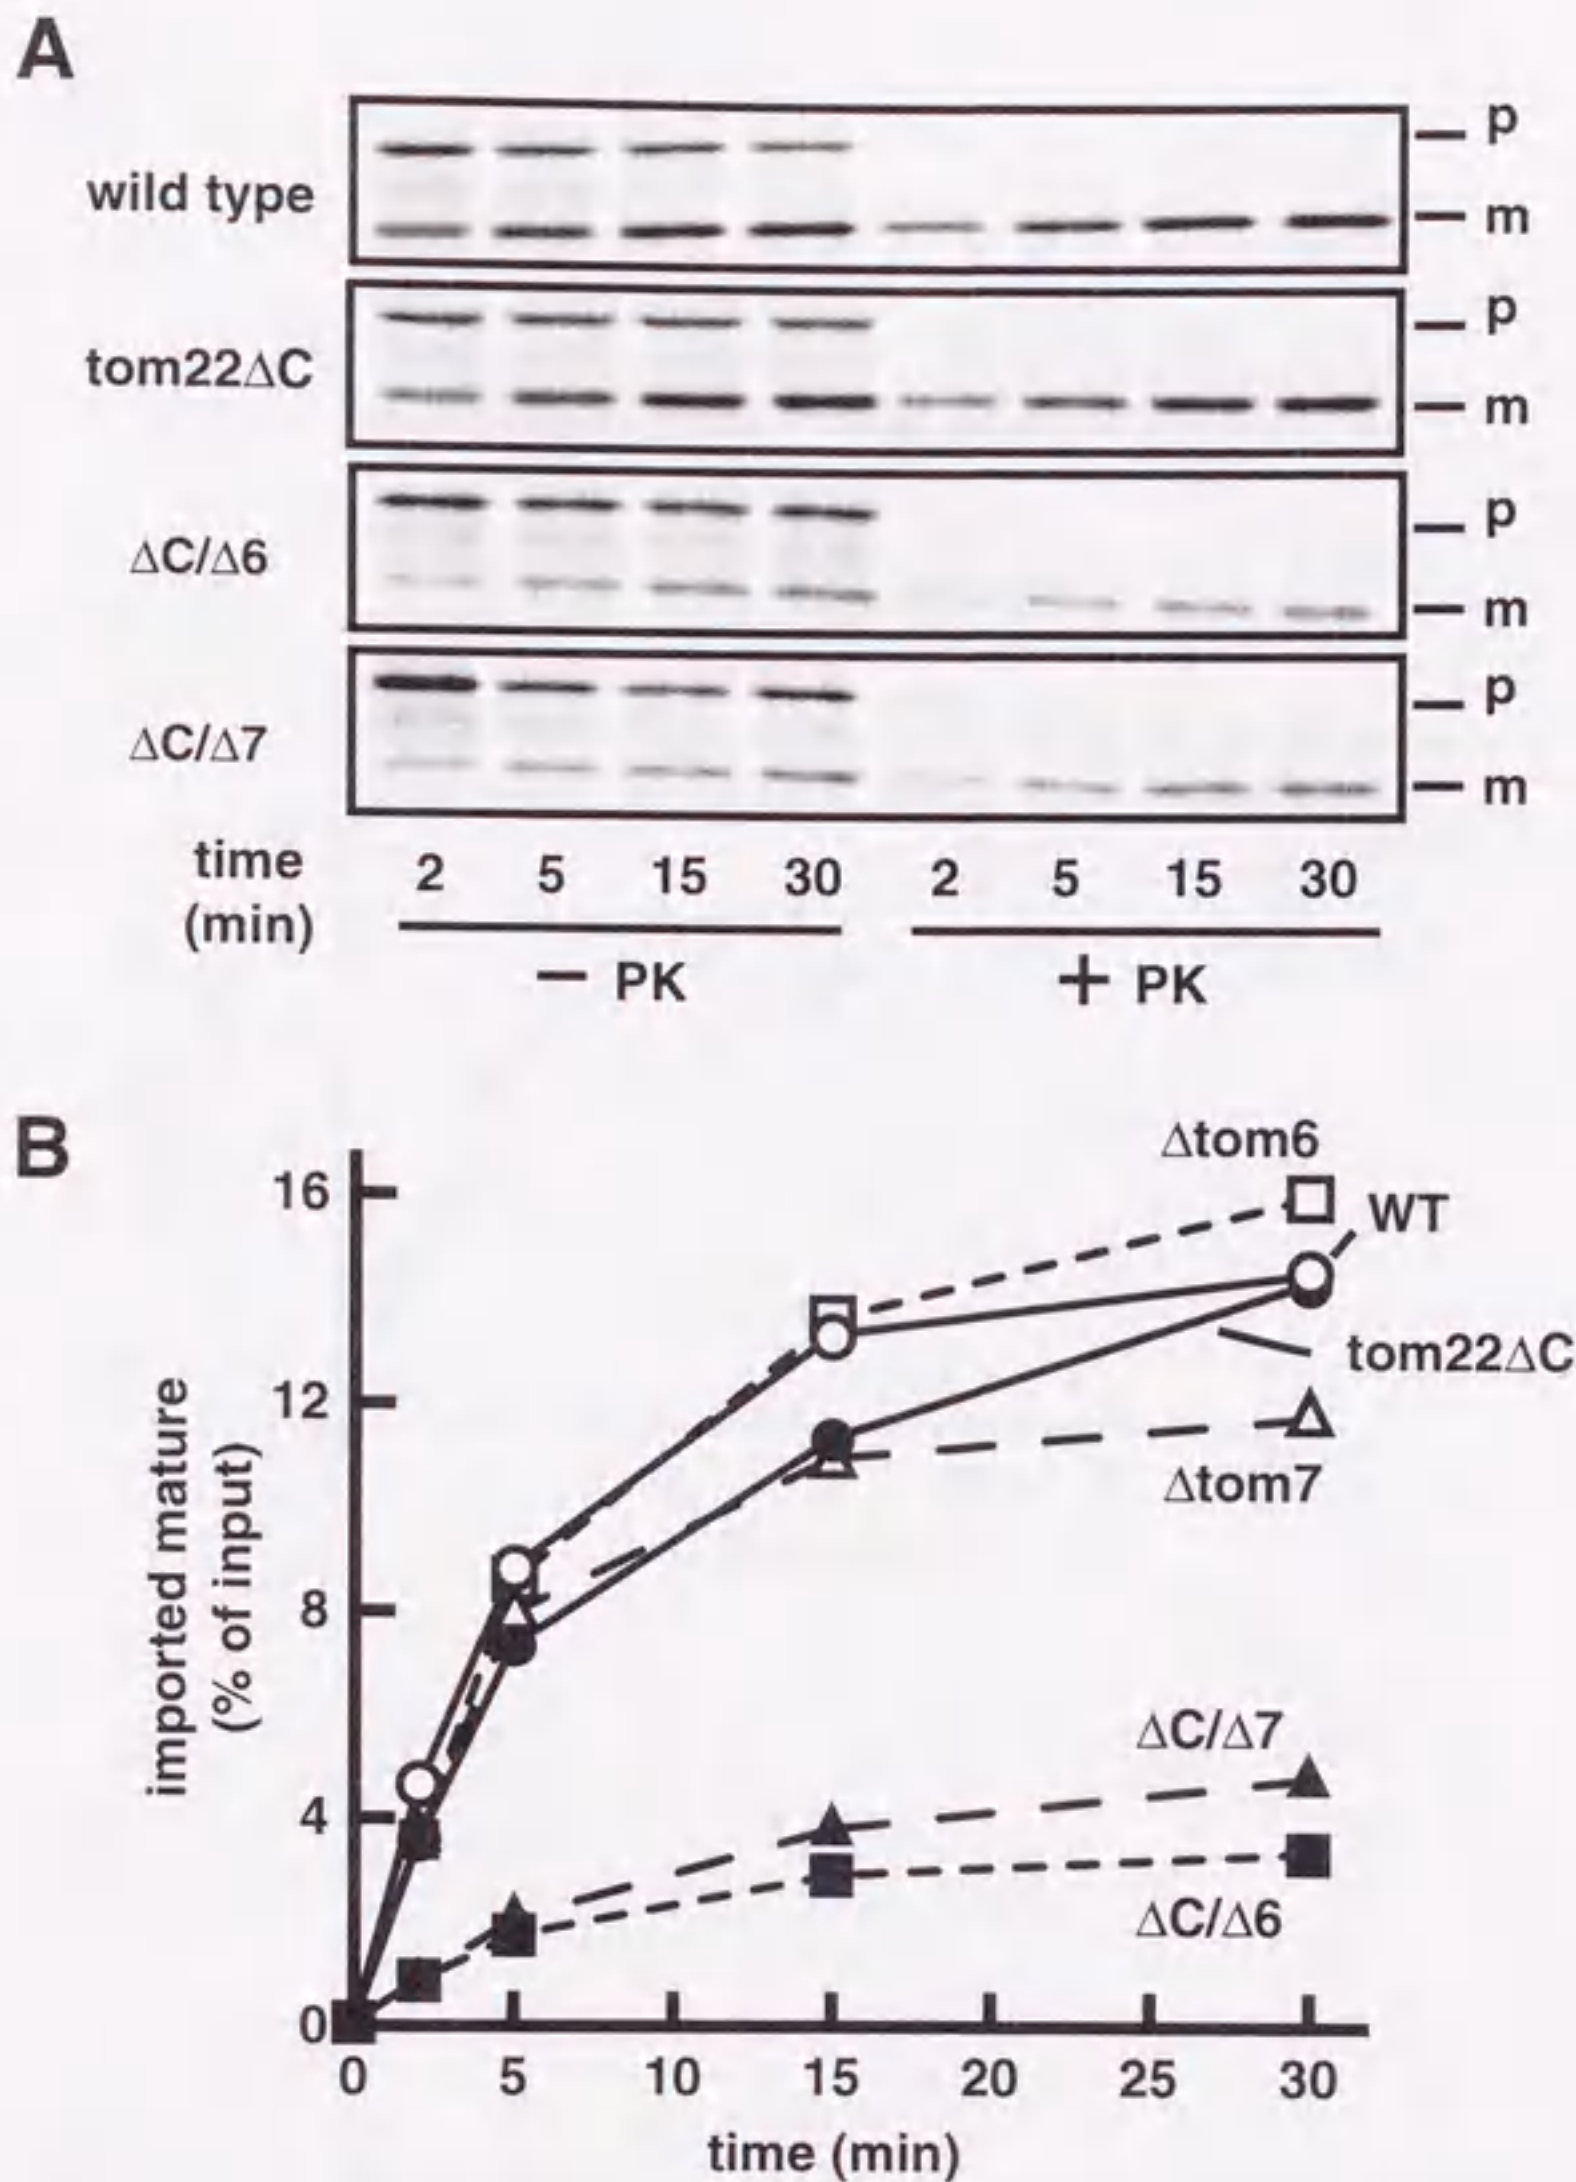 A
wild type
p
m
tom22ΔC
p
m
ΔC/Δ6
p
m
ΔC/Δ7
p
m
time
(min)
2 5 15 30 2 5 15 30
− PK + PK
B
imported mature
(% of input)
16
12
8
4
0
Δtom6
WT
tom22ΔC
Δtom7
ΔC/Δ7
ΔC/Δ6
0 5 10 15 20 25 30
time (min)